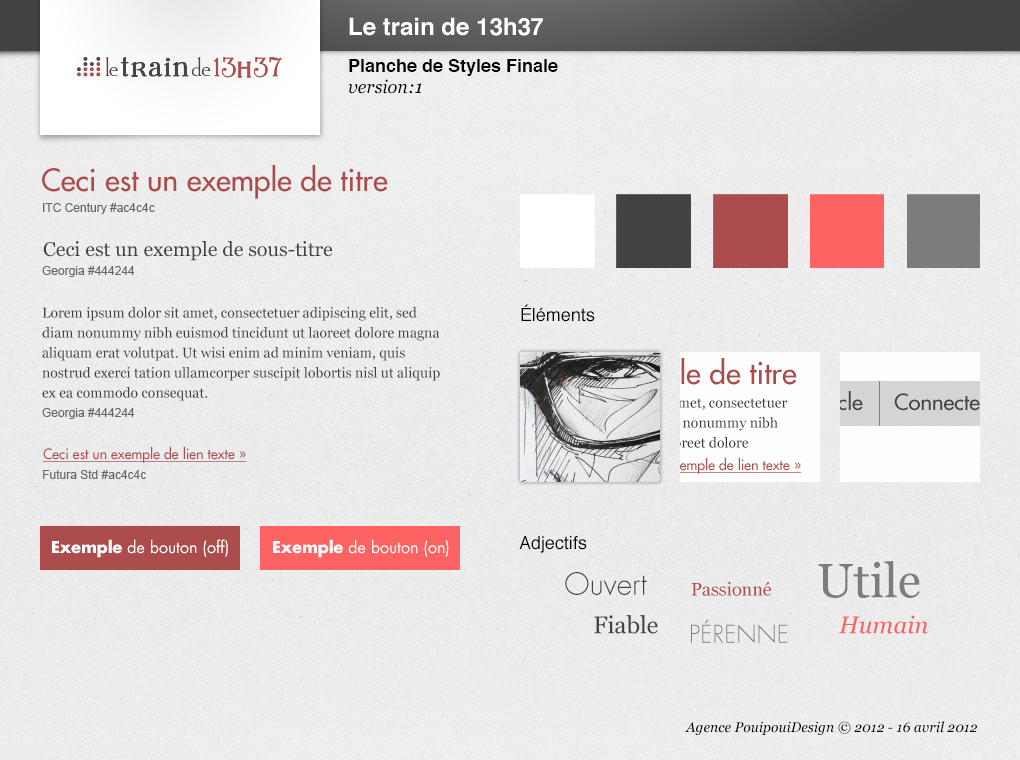 Le train de 13h37
le train de 13H37
Planche de Styles Finale
version:1
Ceci est un exemple de titre
ITC Century #ac4c4c
Ceci est un exemple de sous-titre
Georgia #444244
Lorem ipsum dolor sit amet, consectetuer adipiscing elit, sed
diam nonummy nibh euismod tincidunt ut laoreet dolore magna
aliquam erat volutpat. Ut wisi enim ad minim veniam, quis
nostrud exerci tation ullamcorper suscipit lobortis nisl ut aliquip
ex ea commodo consequat.
Georgia #444244
Ceci est un exemple de lien texte »
Futura Std #ac4c4c
Exemple de bouton (off)
Exemple de bouton (on)
Éléments
le de titre
met, consectetuer
nonummy nibh
oreet dolore
emple de lien texte »
cle
Connecte
Adjectifs
Ouvert
Passionné
Utile
Fiable
PÉRENNE
Humain
Agence PouipouiDesign © 2012 - 16 avril 2012